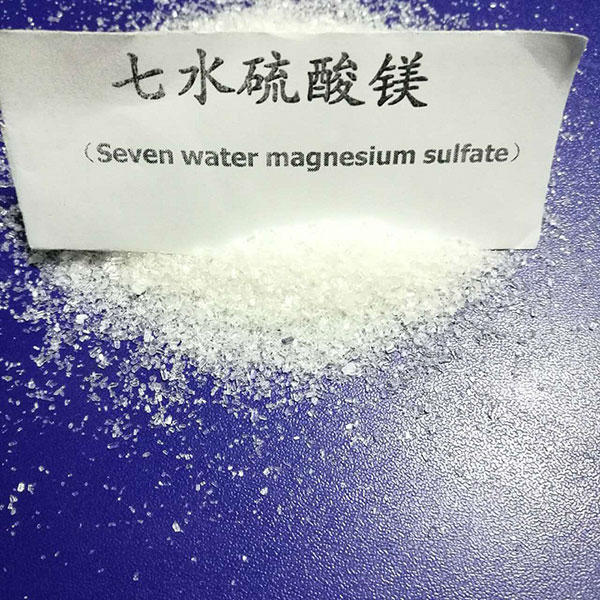 七水硫酸镁
（Seven water magnesium sulfate）